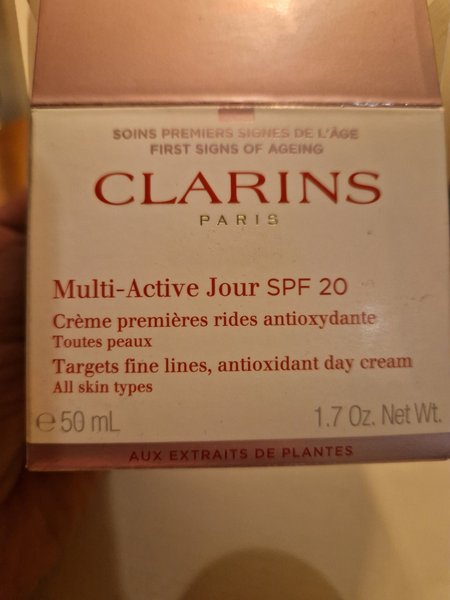 SOINS PREMIERS SIGNES DE L'ÂGE
FIRST SIGNS OF AGEING
CLARINS
PARIS
Multi-Active Jour SPF 20
Crème premières rides antioxydante
Toutes peaux
Targets fine lines, antioxidant day cream
All skin types
℮50 mL 1.7 Oz. Net Wt.
AUX EXTRAITS DE PLANTES